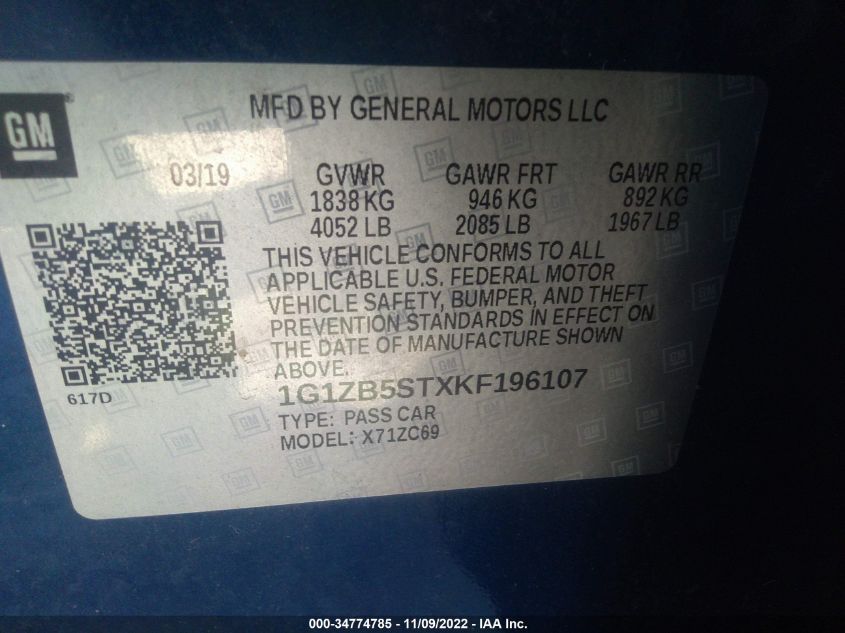 GM
MFD BY GENERAL MOTORS LLC
03/19 GVWR GAWR FRT GAWR RR
1838 KG 946 KG 892 KG
4052 LB 2085 LB 1967 LB
THIS VEHICLE CONFORMS TO ALL
APPLICABLE U.S. FEDERAL MOTOR
VEHICLE SAFETY, BUMPER, AND THEFT
PREVENTION STANDARDS IN EFFECT ON
THE DATE OF MANUFACTURE SHOWN
ABOVE.
617D
1G1ZB5STXKF196107
TYPE: PASS CAR
MODEL: X71ZC69
000-34774785 - 11/09/2022 - IAA Inc.